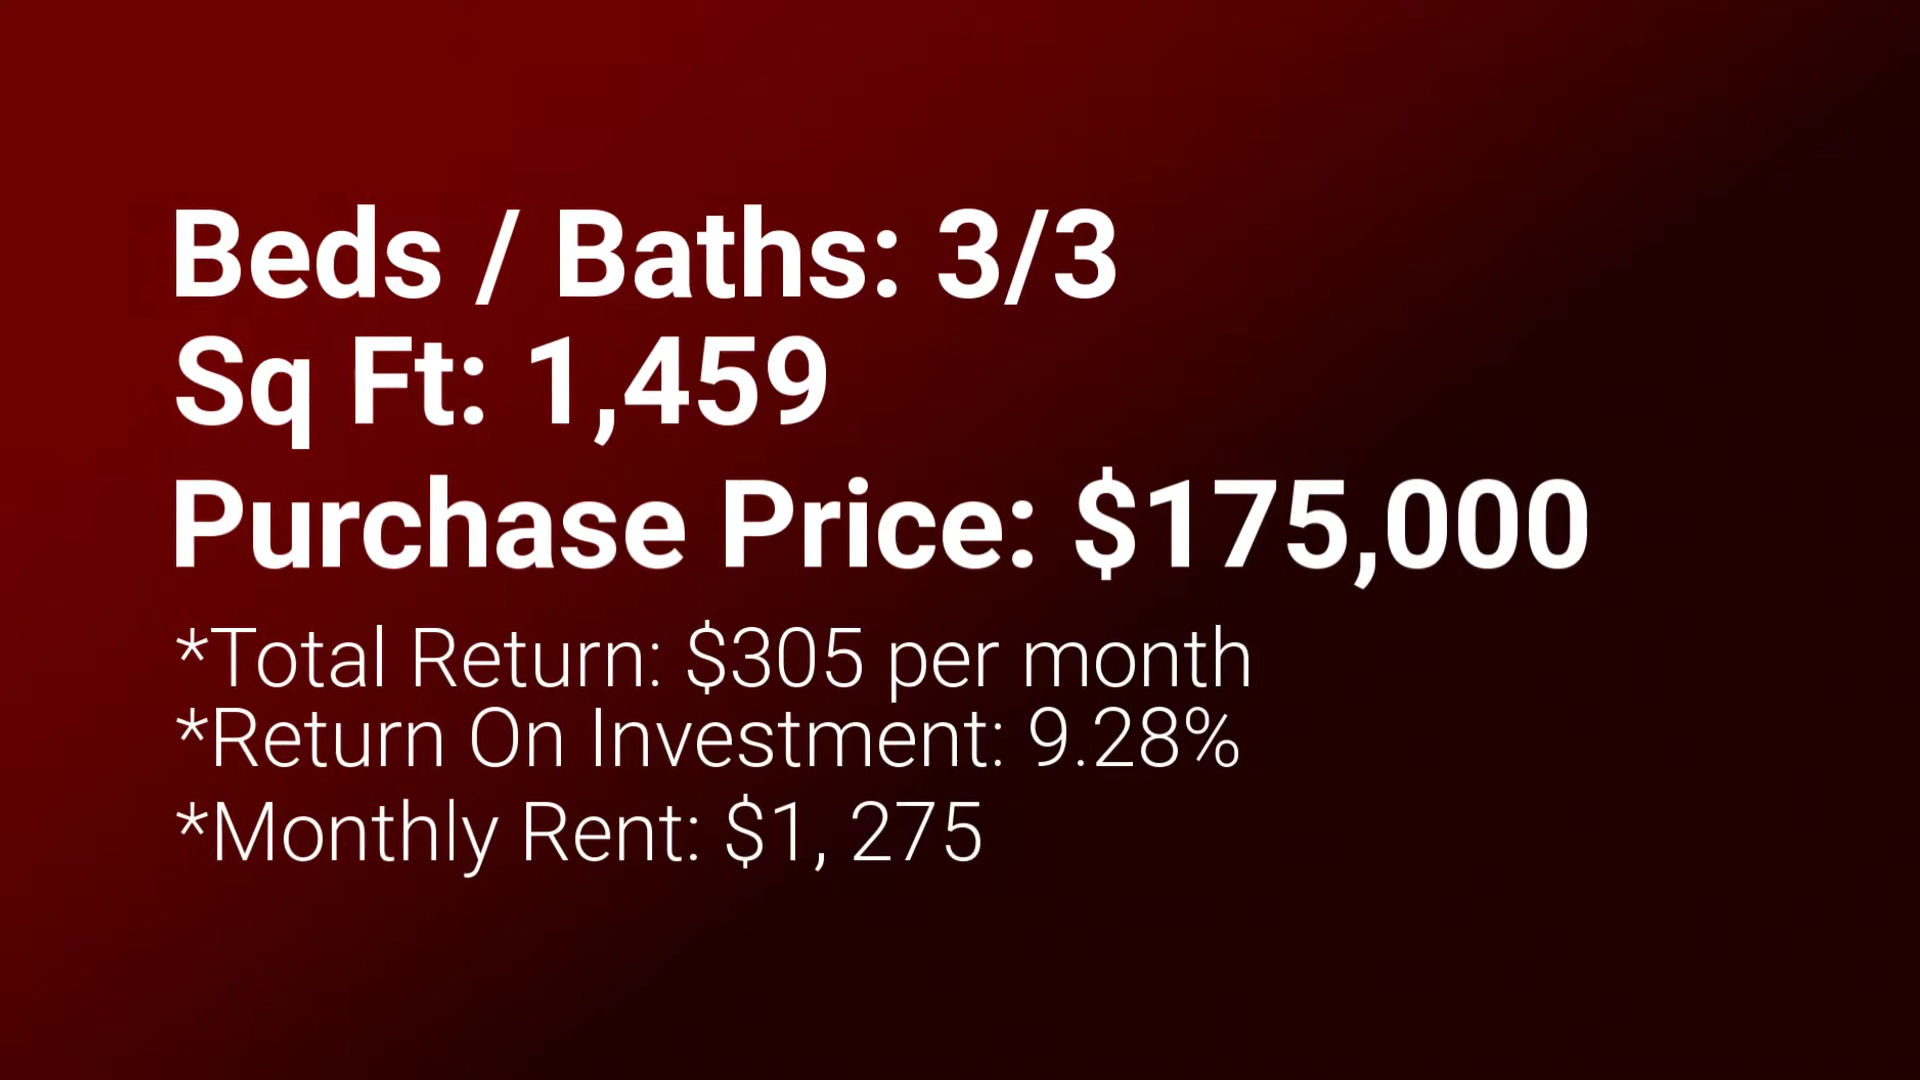 Beds / Baths: 3/3
Sq Ft: 1,459
Purchase Price: $175,000
*Total Return: $305 per month
*Return On Investment: 9.28%
*Monthly Rent: $1, 275